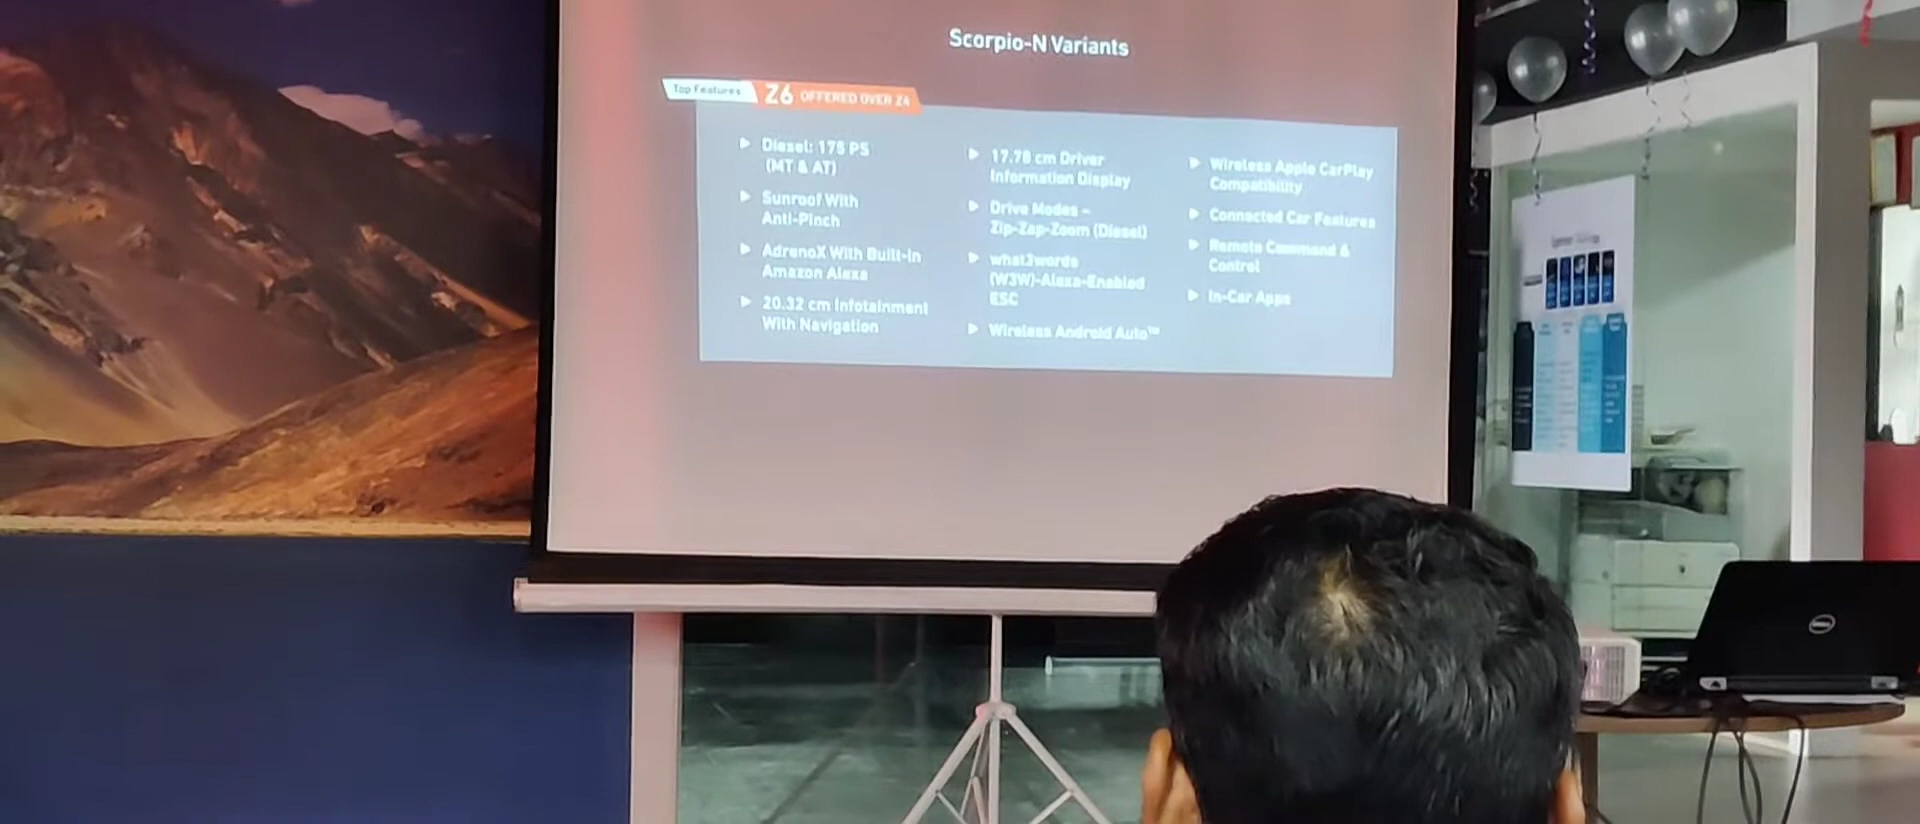 Scorpio-N Variants
Top Features Z6 OFFERED OVER Z4
Diesel: 175 PS
(MT & AT)
Sunroof With
Anti-Pinch
AdrenoX With Built-in
Amazon Alexa
20.32 cm Infotainment
With Navigation
17.78 cm Driver
Information Display
Drive Modes –
Zip-Zap-Zoom (Diesel)
what3words
(W3W)-Alexa-Enabled
ESC
Wireless Android Auto™
Wireless Apple CarPlay
Compatibility
Connected Car Features
Remote Command &
Control
In-Car Apps
DELL